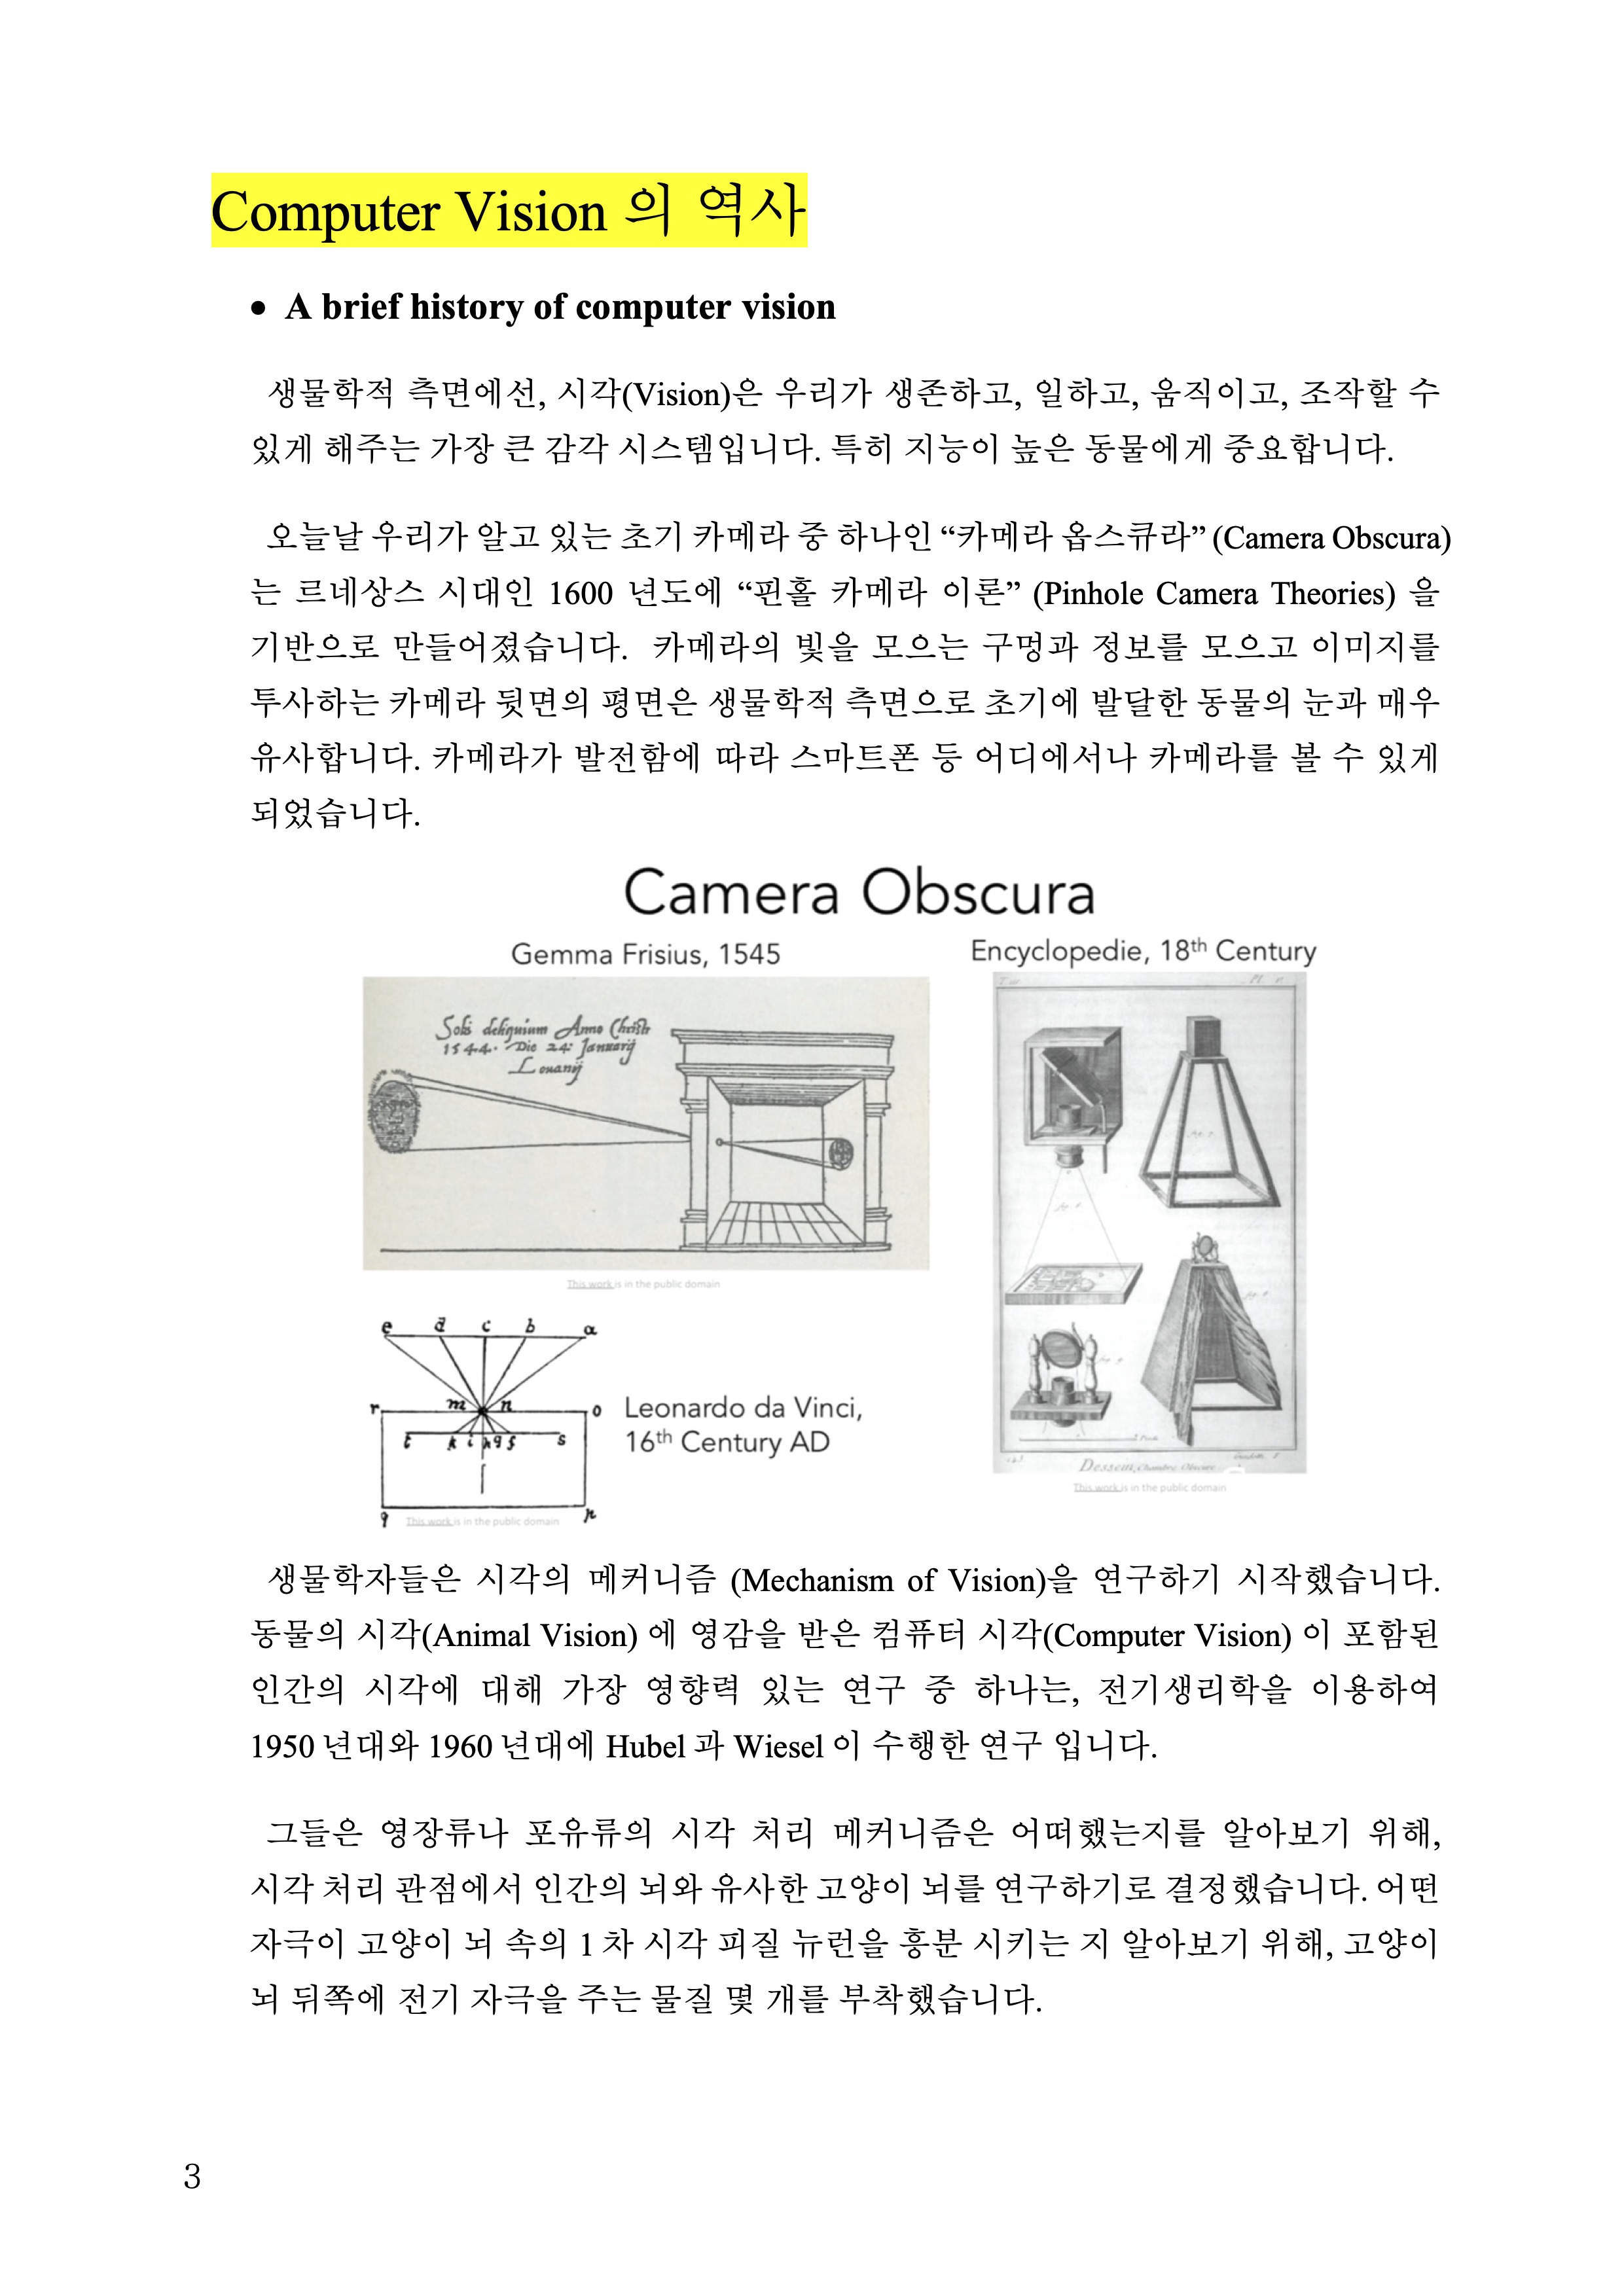 Computer Vision 의 역사
• A brief history of computer vision
생물학적 측면에선, 시각(Vision)은 우리가 생존하고, 일하고, 움직이고, 조작할 수
있게 해주는 가장 큰 감각 시스템입니다. 특히 지능이 높은 동물에게 중요합니다.
오늘날 우리가 알고 있는 초기 카메라 중 하나인 “카메라 옵스큐라” (Camera Obscura)
는 르네상스 시대인 1600 년도에 “핀홀 카메라 이론” (Pinhole Camera Theories) 을
기반으로 만들어졌습니다. 카메라의 빛을 모으는 구멍과 정보를 모으고 이미지를
투사하는 카메라 뒷면의 평면은 생물학적 측면으로 초기에 발달한 동물의 눈과 매우
유사합니다. 카메라가 발전함에 따라 스마트폰 등 어디에서나 카메라를 볼 수 있게
되었습니다.
Camera Obscura
Gemma Frisius, 1545
Encyclopedie, 18th Century
Solis deliquium Anno Christi
1544. Die 24: Januarij
Louanij
This work is in the public domain
e d c b a
r m n o
t k i h g f s
q p
This work is in the public domain
Leonardo da Vinci,
16th Century AD
Dessein, Chambre Obscure
This work is in the public domain
생물학자들은 시각의 메커니즘 (Mechanism of Vision)을 연구하기 시작했습니다.
동물의 시각(Animal Vision) 에 영감을 받은 컴퓨터 시각(Computer Vision) 이 포함된
인간의 시각에 대해 가장 영향력 있는 연구 중 하나는, 전기생리학을 이용하여
1950 년대와 1960 년대에 Hubel 과 Wiesel 이 수행한 연구 입니다.
그들은 영장류나 포유류의 시각 처리 메커니즘은 어떠했는지를 알아보기 위해,
시각 처리 관점에서 인간의 뇌와 유사한 고양이 뇌를 연구하기로 결정했습니다. 어떤
자극이 고양이 뇌 속의 1 차 시각 피질 뉴런을 흥분 시키는 지 알아보기 위해, 고양이
뇌 뒤쪽에 전기 자극을 주는 물질 몇 개를 부착했습니다.
3